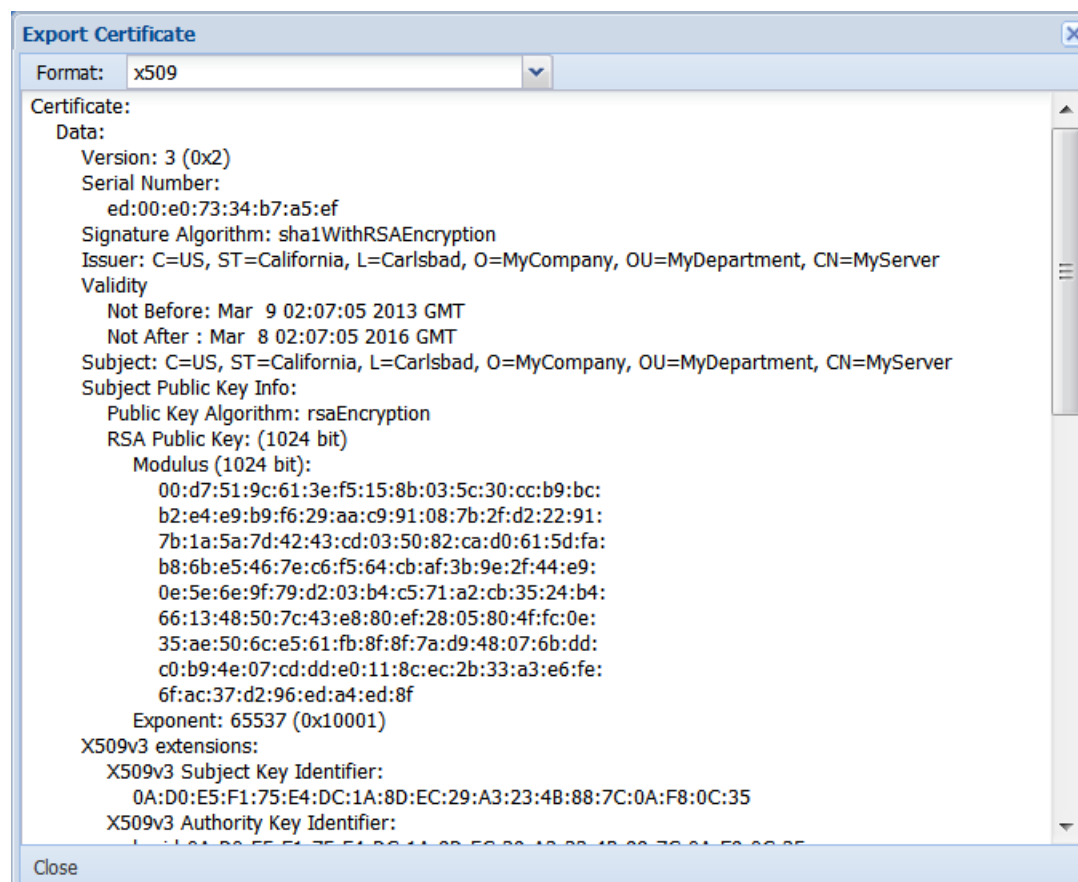 Export Certificate
Format: x509
Certificate:
Data:
Version: 3 (0x2)
Serial Number:
ed:00:e0:73:34:b7:a5:ef
Signature Algorithm: sha1WithRSAEncryption
Issuer: C=US, ST=California, L=Carlsbad, O=MyCompany, OU=MyDepartment, CN=MyServer
Validity
Not Before: Mar  9 02:07:05 2013 GMT
Not After : Mar  8 02:07:05 2016 GMT
Subject: C=US, ST=California, L=Carlsbad, O=MyCompany, OU=MyDepartment, CN=MyServer
Subject Public Key Info:
Public Key Algorithm: rsaEncryption
RSA Public Key: (1024 bit)
Modulus (1024 bit):
00:d7:51:9c:61:3e:f5:15:8b:03:5c:30:cc:b9:bc:
b2:e4:e9:b9:f6:29:aa:c9:91:08:7b:2f:d2:22:91:
7b:1a:5a:7d:42:43:cd:03:50:82:ca:d0:61:5d:fa:
b8:6b:e5:46:7e:c6:f5:64:cb:af:3b:9e:2f:44:e9:
0e:5e:6e:9f:79:d2:03:b4:c5:71:a2:cb:35:24:b4:
66:13:48:50:7c:43:e8:80:ef:28:05:80:4f:fc:0e:
35:ae:50:6c:e5:61:fb:8f:8f:7a:d9:48:07:6b:dd:
c0:b9:4e:07:cd:dd:e0:11:8c:ec:2b:33:a3:e6:fe:
6f:ac:37:d2:96:ed:a4:ed:8f
Exponent: 65537 (0x10001)
X509v3 extensions:
X509v3 Subject Key Identifier:
0A:D0:E5:F1:75:E4:DC:1A:8D:EC:29:A3:23:4B:88:7C:0A:F8:0C:35
X509v3 Authority Key Identifier:
Close